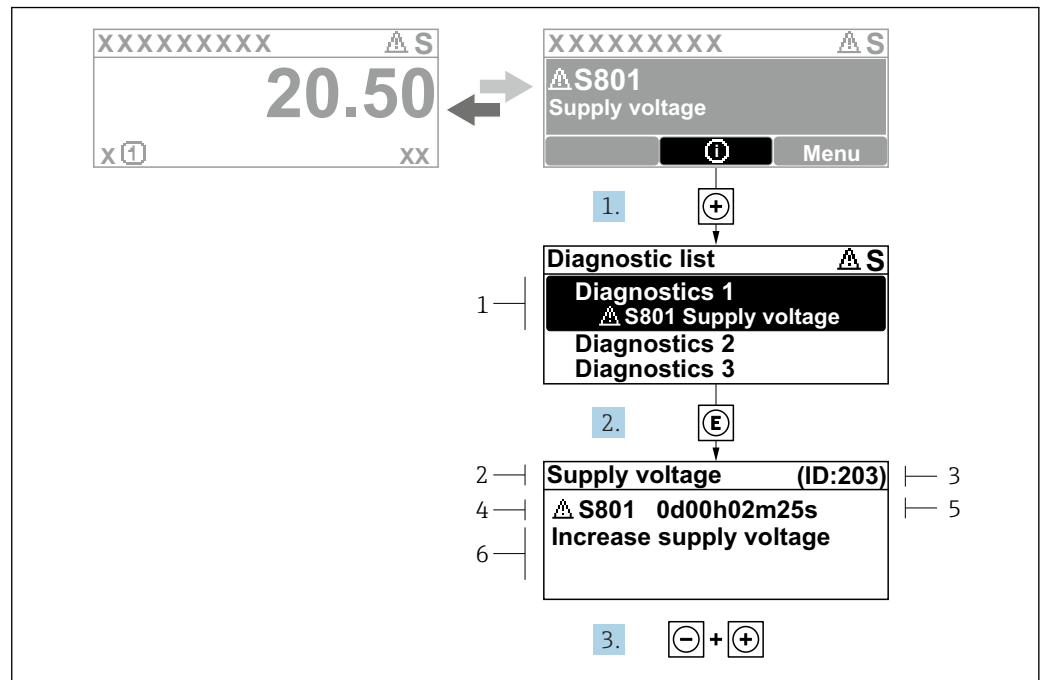 XXXXXXXXX ⚠ S
20.50
X ① XX
XXXXXXXXX ⚠ S
⚠S801
Supply voltage
ⓘ Menu
1. +
Diagnostic list ⚠ S
1
Diagnostics 1
⚠ S801 Supply voltage
Diagnostics 2
Diagnostics 3
2. E
2 Supply voltage (ID:203) 3
4 ⚠ S801 0d00h02m25s 5
6 Increase supply voltage
3. - + +